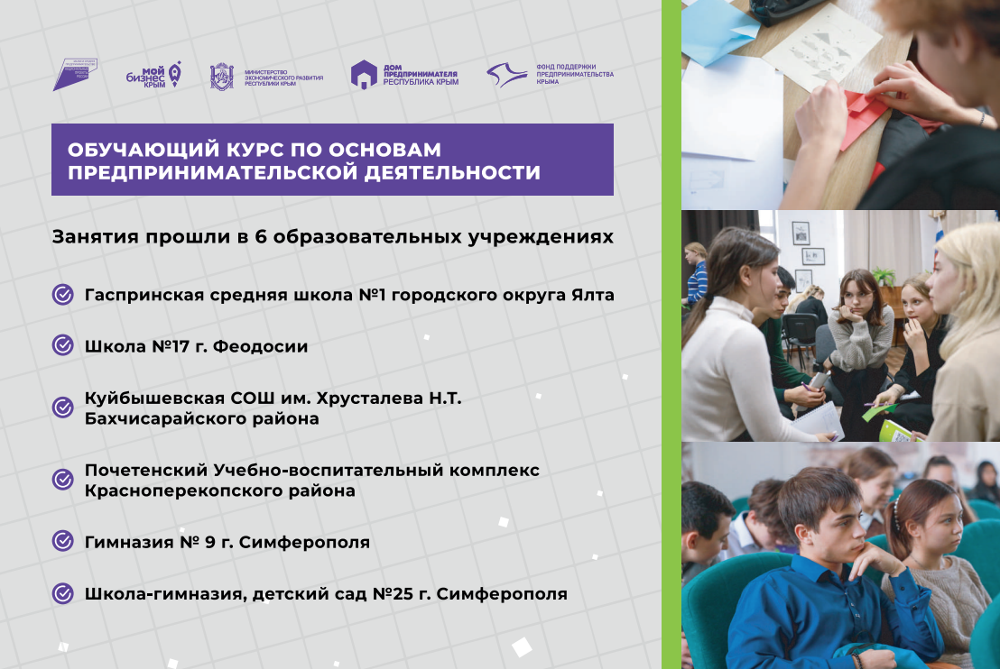 НАЦИОНАЛЬНЫЕ
ПРОЕКТЫ
РОССИИ
МОЙ
бизнес
КРЫМ
МИНИСТЕРСТВО
ЭКОНОМИЧЕСКОГО РАЗВИТИЯ
РЕСПУБЛИКИ КРЫМ
ДОМ
ПРЕДПРИНИМАТЕЛЯ
РЕСПУБЛИКА КРЫМ
ФОНД ПОДДЕРЖКИ
ПРЕДПРИНИМАТЕЛЬСТВА
КРЫМА
ОБУЧАЮЩИЙ КУРС ПО ОСНОВАМ
ПРЕДПРИНИМАТЕЛЬСКОЙ ДЕЯТЕЛЬНОСТИ
Занятия прошли в 6 образовательных учреждениях
Гаспринская средняя школа №1 городского округа Ялта
Школа №17 г. Феодосии
Куйбышевская СОШ им. Хрусталева Н.Т.
Бахчисарайского района
Почетенский Учебно-воспитательный комплекс
Красноперекопского района
Гимназия № 9 г. Симферополя
Школа-гимназия, детский сад №25 г. Симферополя